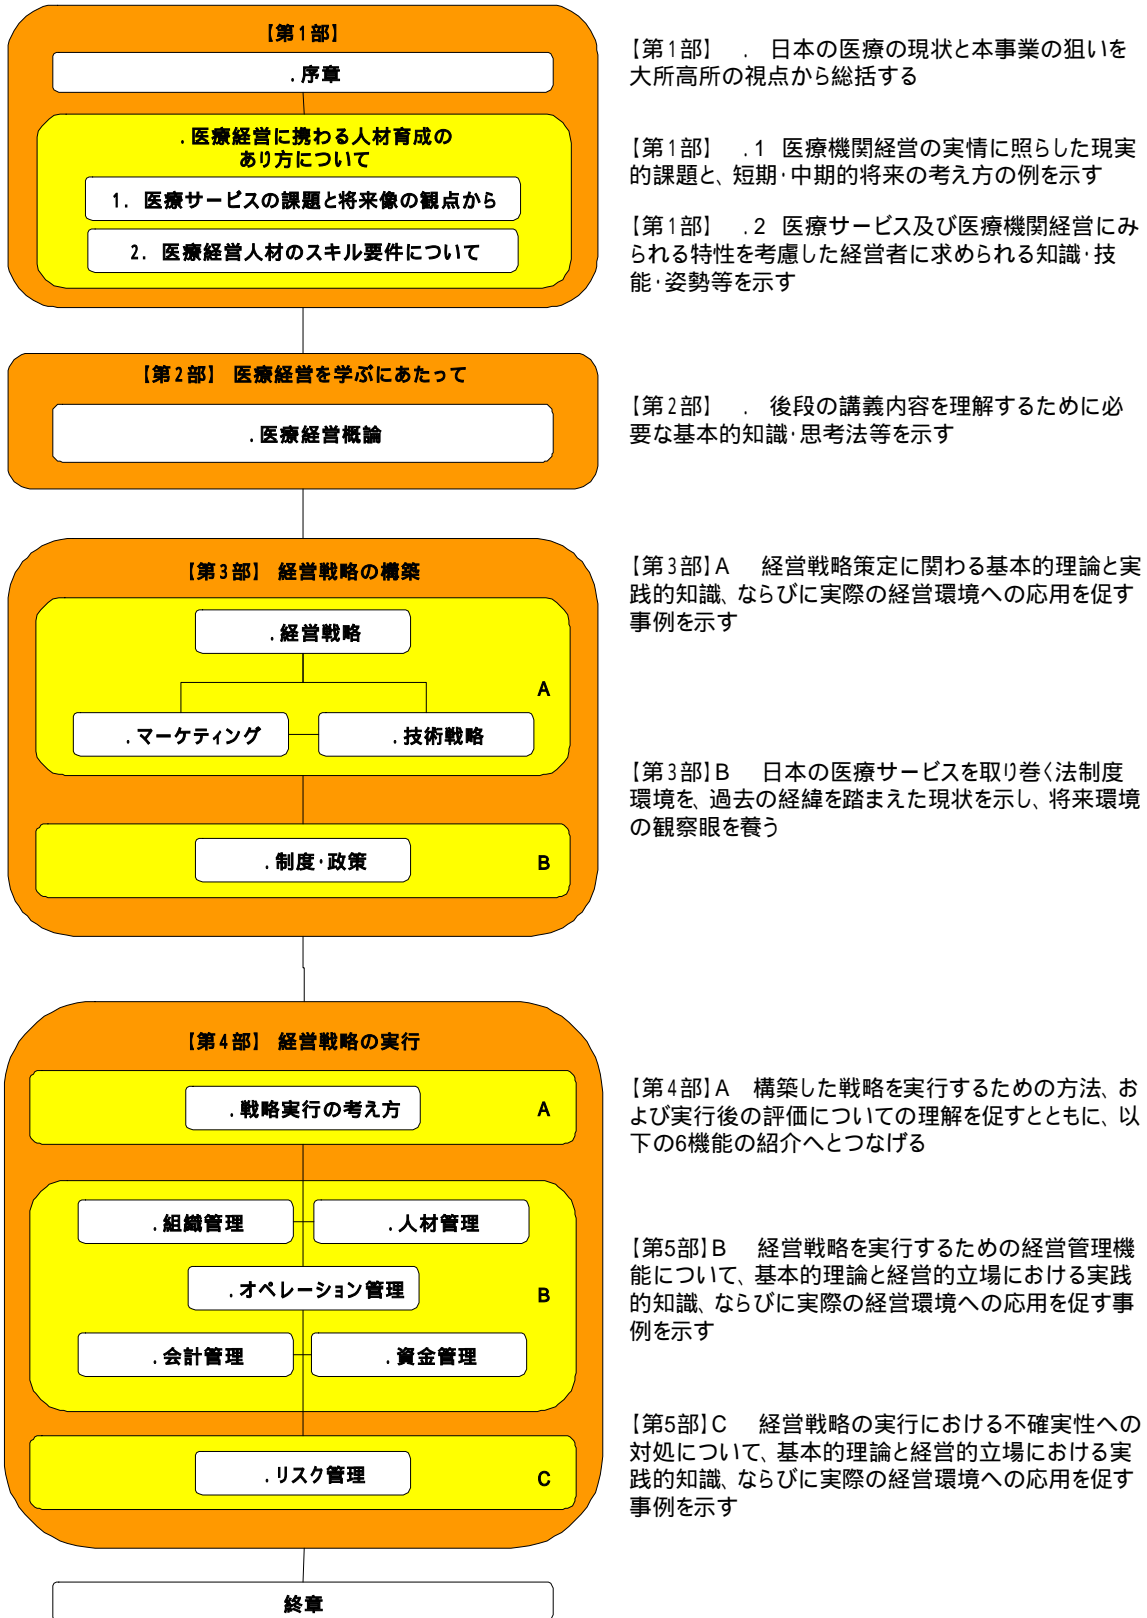 【第1部】
．序章
．医療経営に携わる人材育成の
あり方について
1．医療サービスの課題と将来像の観点から
2．医療経営人材のスキル要件について
【第1部】　．日本の医療の現状と本事業の狙いを
大所高所の視点から総括する
【第1部】　．1 医療機関経営の実情に照らした現実
的課題と、短期・中期的将来の考え方の例を示す
【第1部】　．2 医療サービス及び医療機関経営にみ
られる特性を考慮した経営者に求められる知識・技
能・姿勢等を示す
【第2部】 医療経営を学ぶにあたって
．医療経営概論
【第2部】　．後段の講義内容を理解するために必
要な基本的知識・思考法等を示す
【第3部】 経営戦略の構築
．経営戦略
A
．マーケティング
．技術戦略
．制度・政策
B
【第3部】A　経営戦略策定に関わる基本的理論と実
践的知識、ならびに実際の経営環境への応用を促す
事例を示す
【第3部】B　日本の医療サービスを取り巻く法制度
環境を、過去の経緯を踏まえた現状を示し、将来環境
の観察眼を養う
【第4部】 経営戦略の実行
．戦略実行の考え方
A
．組織管理
．人材管理
．オペレーション管理
B
．会計管理
．資金管理
．リスク管理
C
【第4部】A　構築した戦略を実行するための方法、お
よび実行後の評価についての理解を促すとともに、以
下の6機能の紹介へとつなげる
【第5部】B　経営戦略を実行するための経営管理機
能について、基本的理論と経営的立場における実践
的知識、ならびに実際の経営環境への応用を促す事
例を示す
【第5部】C　経営戦略の実行における不確実性への
対処について、基本的理論と経営的立場における実
践的知識、ならびに実際の経営環境への応用を促す
事例を示す
終章